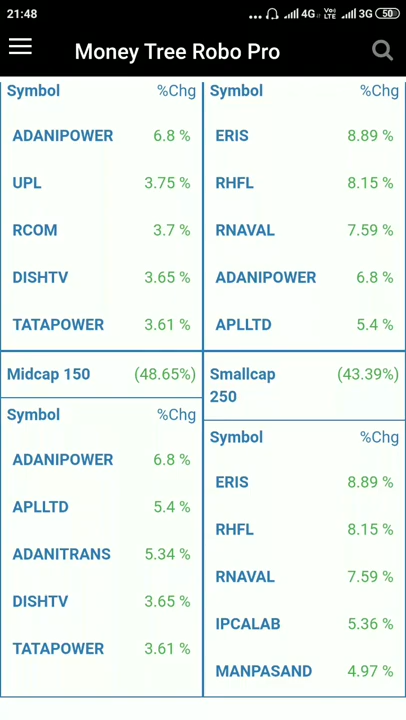 21:48
... 4G Vo) LTE 3G 50
Money Tree Robo Pro
Symbol %Chg
ADANIPOWER 6.8 %
UPL 3.75 %
RCOM 3.7 %
DISHTV 3.65 %
TATAPOWER 3.61 %
Symbol %Chg
ERIS 8.89 %
RHFL 8.15 %
RNAVAL 7.59 %
ADANIPOWER 6.8 %
APLLTD 5.4 %
Midcap 150 (48.65%)
Symbol %Chg
ADANIPOWER 6.8 %
APLLTD 5.4 %
ADANITRANS 5.34 %
DISHTV 3.65 %
TATAPOWER 3.61 %
Smallcap (43.39%)
250
Symbol %Chg
ERIS 8.89 %
RHFL 8.15 %
RNAVAL 7.59 %
IPCALAB 5.36 %
MANPASAND 4.97 %